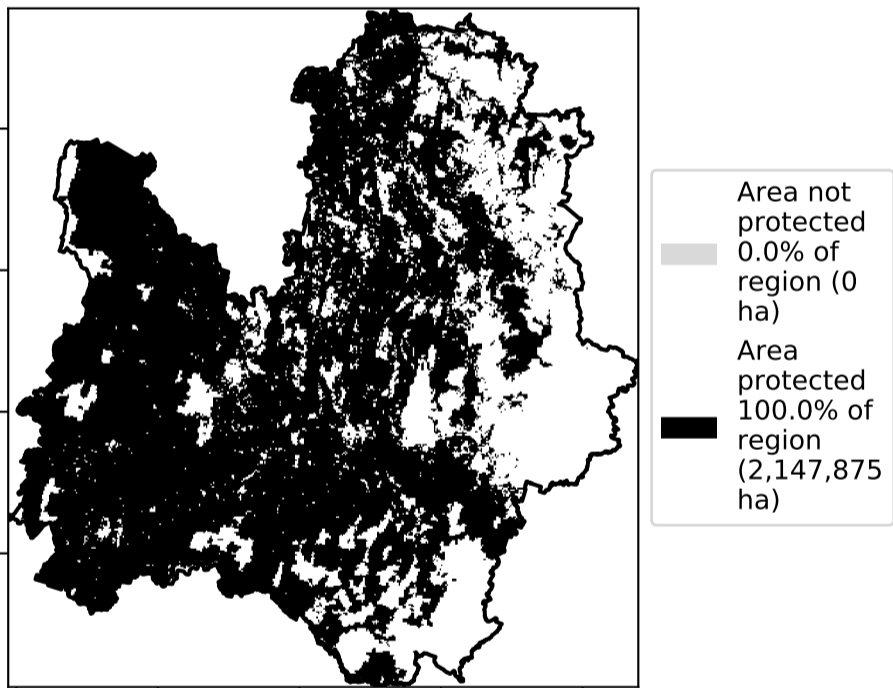 Area not
protected
0.0% of
region (0
ha)
Area
protected
100.0% of
region
(2,147,875
ha)